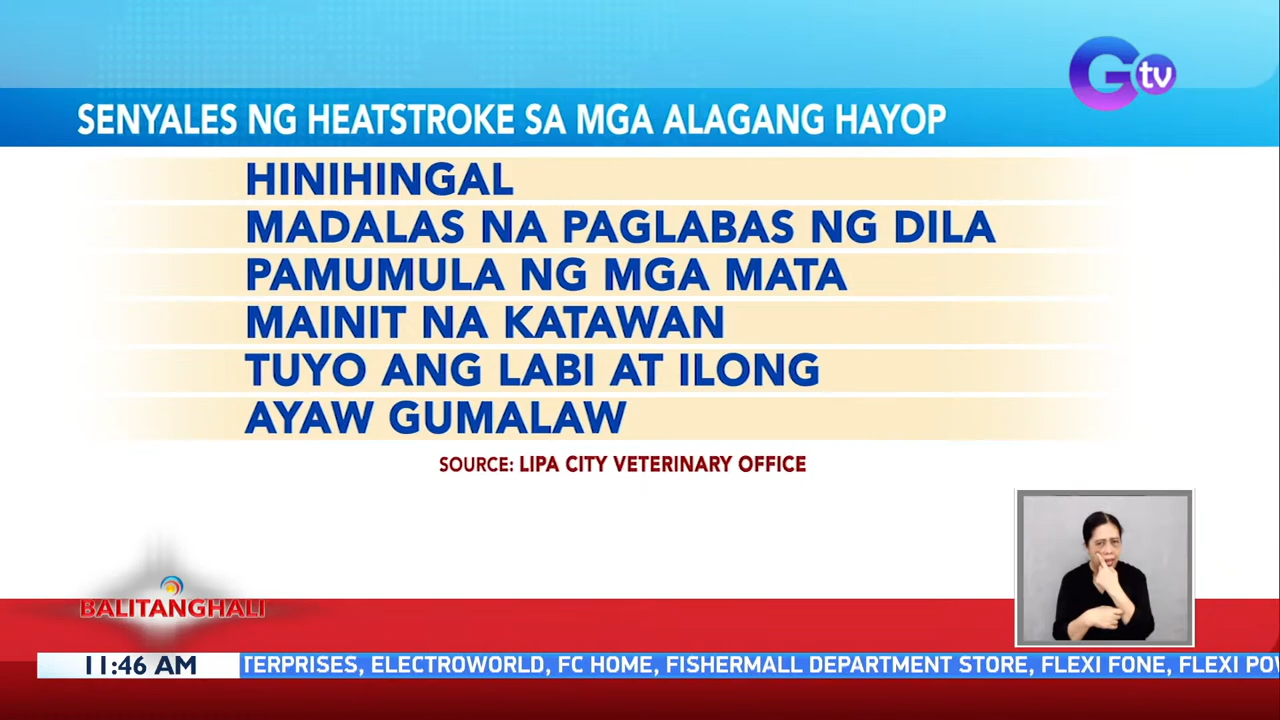 Gtv
SENYALES NG HEATSTROKE SA MGA ALAGANG HAYOP
HINIHINGAL
MADALAS NA PAGLABAS NG DILA
PAMUMULA NG MGA MATA
MAINIT NA KATAWAN
TUYO ANG LABI AT ILONG
AYAW GUMALAW
SOURCE: LIPA CITY VETERINARY OFFICE
BALITANGHALI
11:46 AM TERPRISES, ELECTROWORLD, FC HOME, FISHERMALL DEPARTMENT STORE, FLEXI FONE, FLEXI POW